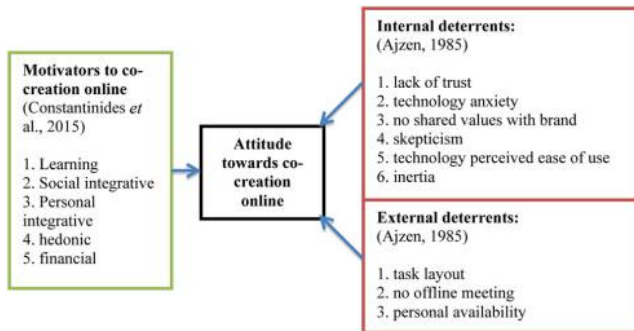 Motivators to co-
creation online
(Constantinides et
al., 2015)
1. Learning
2. Social integrative
3. Personal
integrative
4. hedonic
5. financial
Attitude
towards co-
creation
online
Internal deterrents:
(Ajzen, 1985)
1. lack of trust
2. technology anxiety
3. no shared values with brand
4. skepticism
5. technology perceived ease of use
6. inertia
External deterrents:
(Ajzen, 1985)
1. task layout
2. no offline meeting
3. personal availability